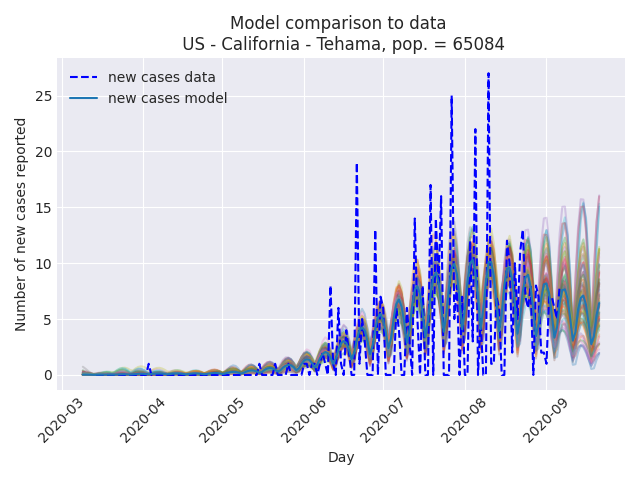 Model comparison to data
US - California - Tehama, pop. = 65084
new cases data
new cases model
Number of new cases reported
25
20
15
10
5
0
2020-03
2020-04
2020-05
2020-06
2020-07
2020-08
2020-09
Day